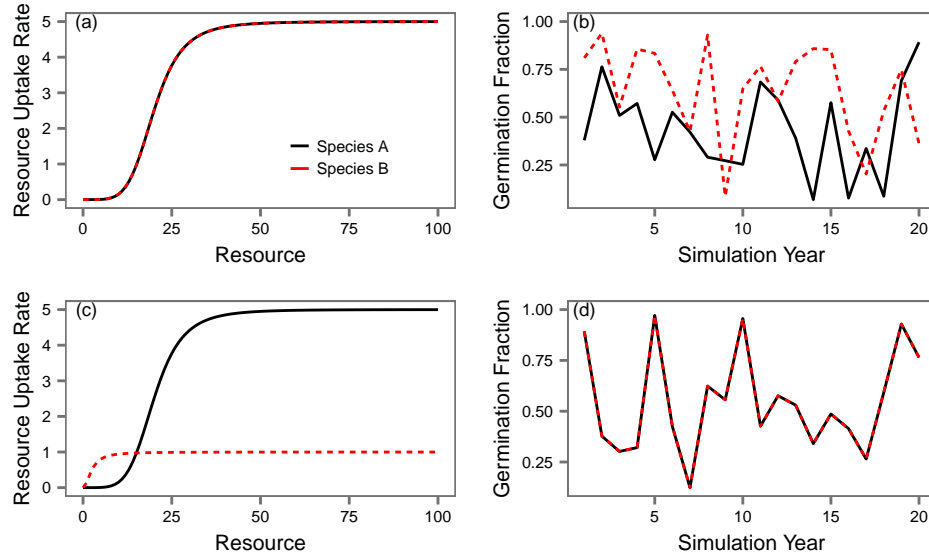 (a)
Resource Uptake Rate
5
4
3
2
1
0
Species A
Species B
0 25 50 75 100
Resource
(b)
Germination Fraction
1.00
0.75
0.50
0.25
5 10 15 20
Simulation Year
(c)
Resource Uptake Rate
5
4
3
2
1
0
0 25 50 75 100
Resource
(d)
Germination Fraction
1.00
0.75
0.50
0.25
5 10 15 20
Simulation Year